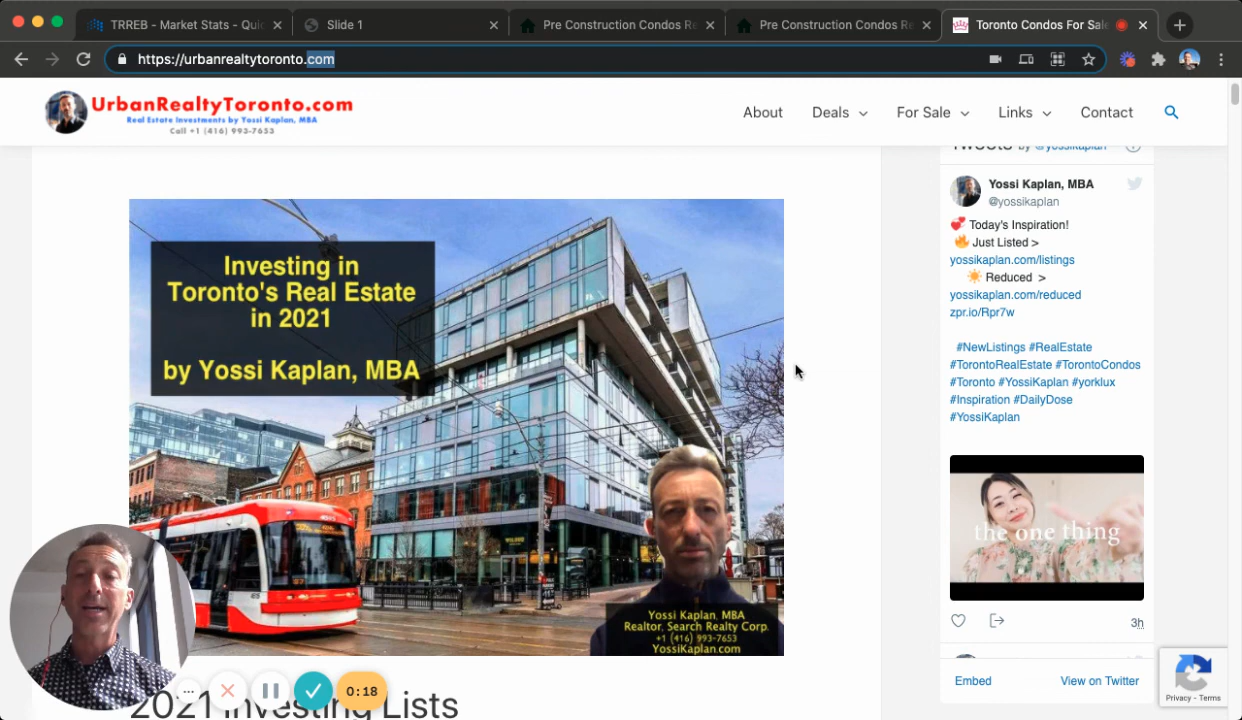 TRREB - Market Stats - Quic
Slide 1
Pre Construction Condos Re
Pre Construction Condos Re
Toronto Condos For Sale
https://urbanrealtytoronto.com
UrbanRealtyToronto.com
Real Estate Investments by Yossi Kaplan, MBA
Call +1 (416) 993-7653
About
Deals
For Sale
Links
Contact
Tweets by @yossikaplan
Yossi Kaplan, MBA
@yossikaplan
Today's Inspiration!
Just Listed >
yossikaplan.com/listings
Reduced >
yossikaplan.com/reduced
zpr.io/Rpr7w
#NewListings #RealEstate
#TorontoRealEstate #TorontoCondos
#Toronto #YossiKaplan #yorklux
#Inspiration #DailyDose
#YossiKaplan
the one thing
3h
Embed
View on Twitter
Privacy - Terms
Investing in
Toronto's Real Estate
in 2021
by Yossi Kaplan, MBA
Yossi Kaplan, MBA
Realtor, Search Realty Corp.
+1 (416) 993-7653
YossiKaplan.com
0:18
2021 Investing Lists